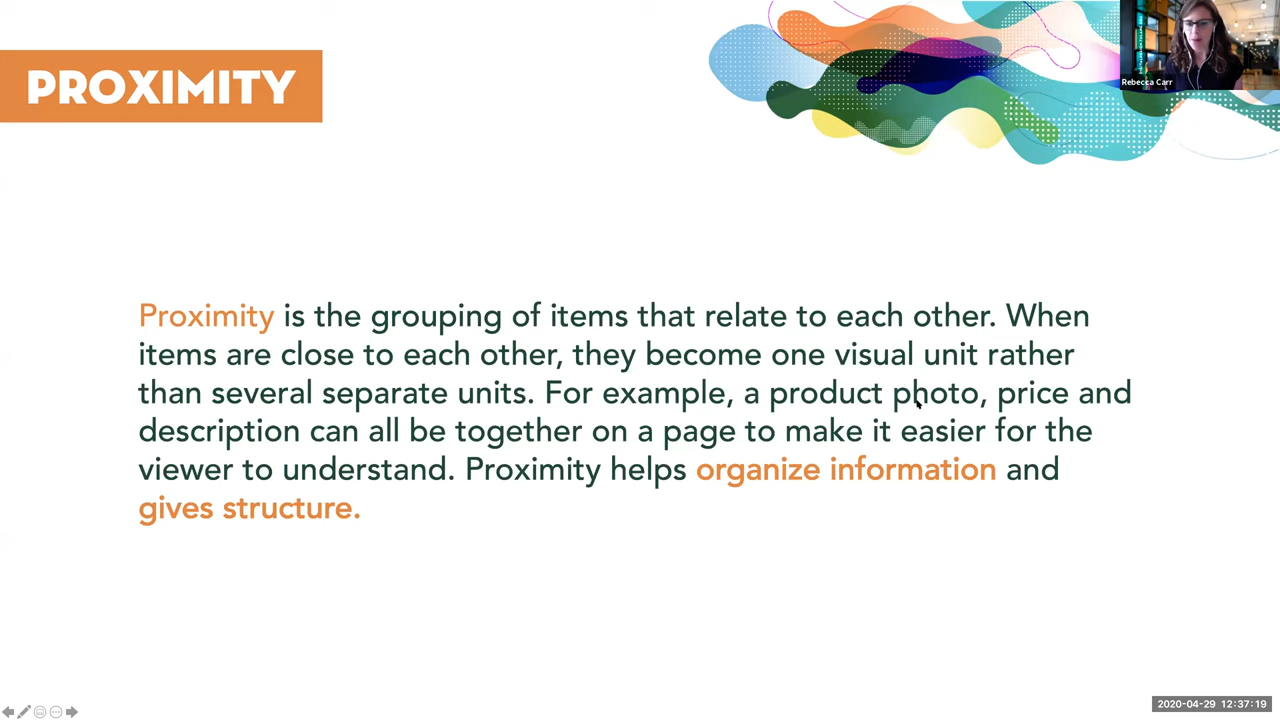 PROXIMITY
Rebecca Carr
Proximity is the grouping of items that relate to each other. When
items are close to each other, they become one visual unit rather
than several separate units. For example, a product photo, price and
description can all be together on a page to make it easier for the
viewer to understand. Proximity helps organize information and
gives structure.
2020-04-29 12:37:19